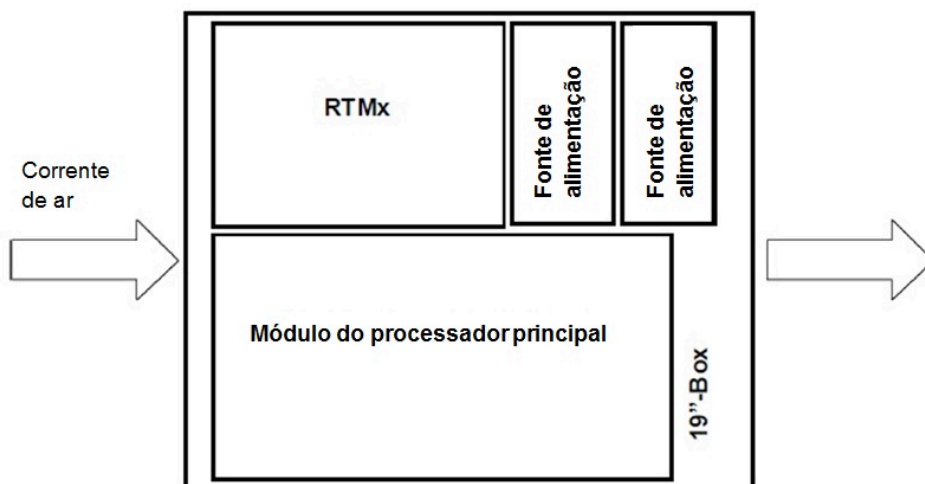 RTMx
Fonte de
alimentação
Fonte de
alimentação
Corrente
de ar
Módulo do processador principal
19”-Box